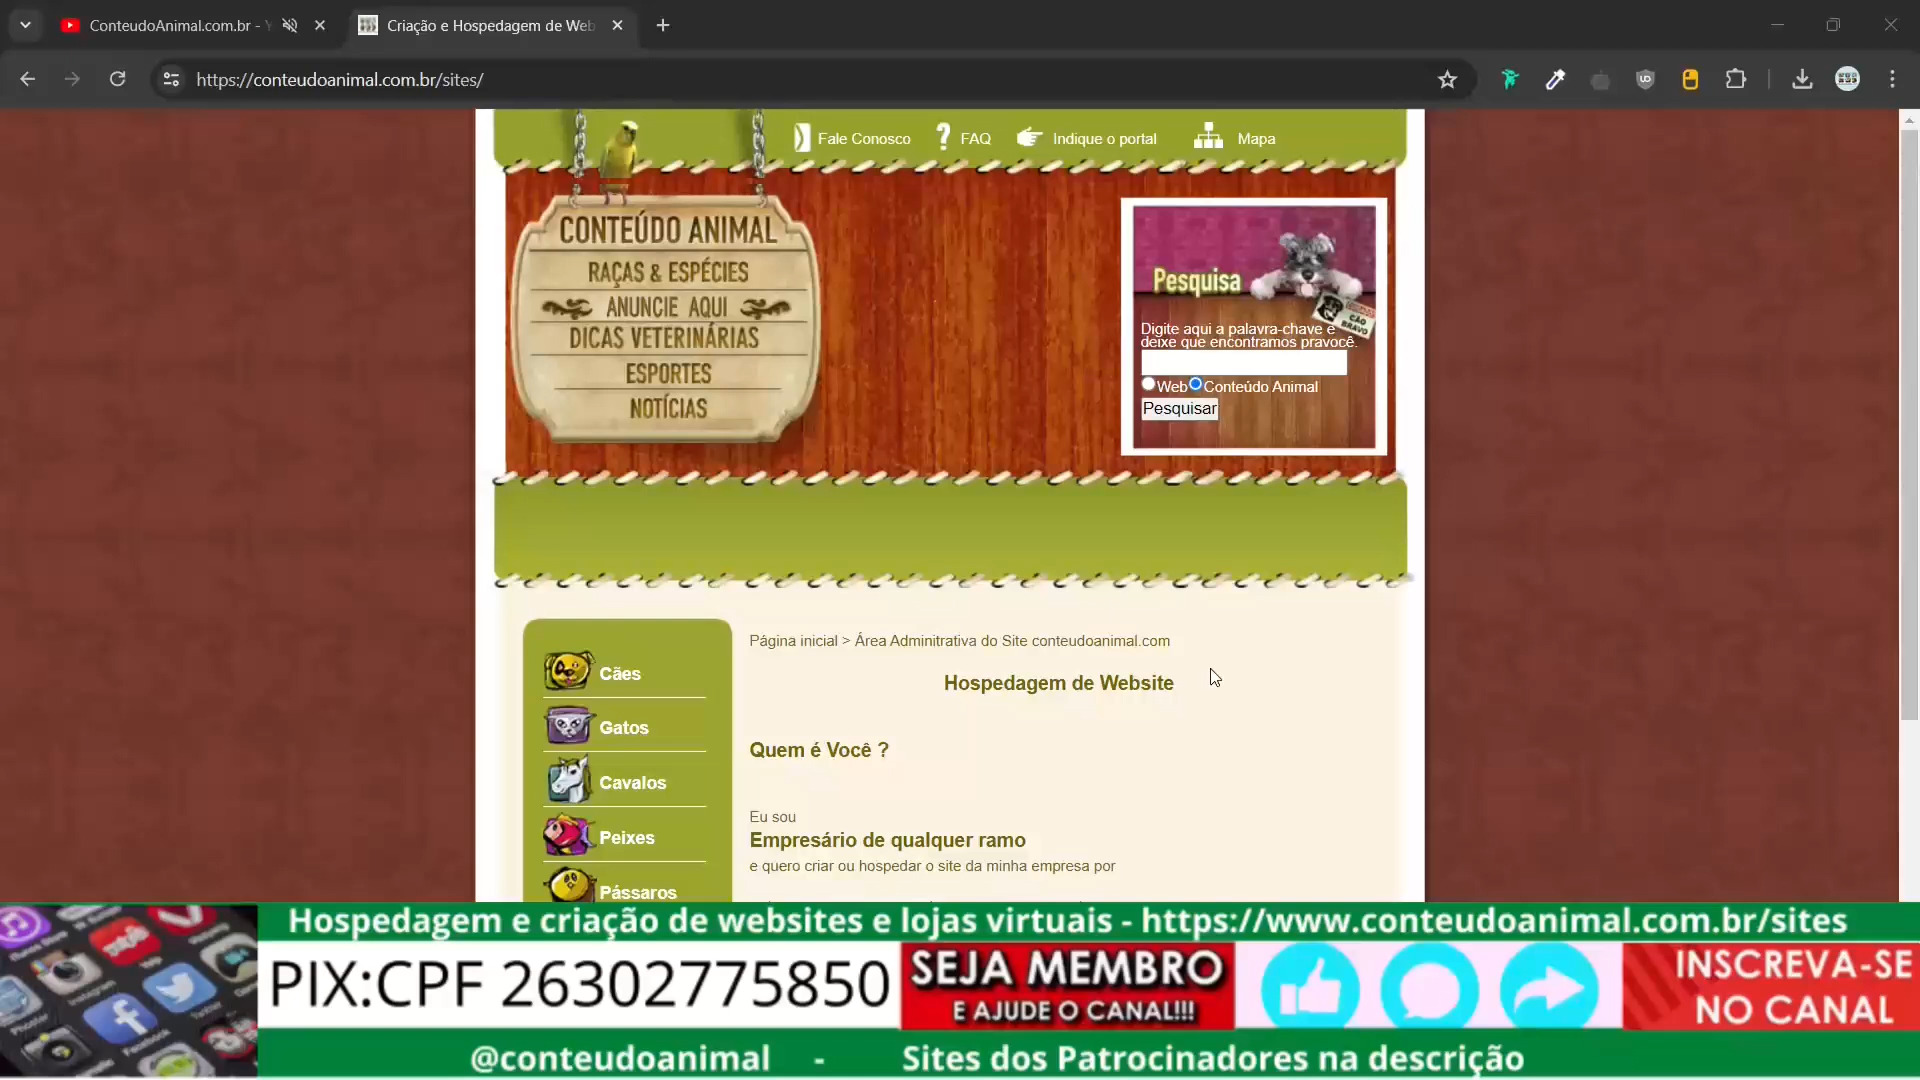 ConteudoAnimal.com.br - Y
Criação e Hospedagem de Web
https://conteudoanimal.com.br/sites/
Fale Conosco
FAQ
Indique o portal
Mapa
CONTEÚDO ANIMAL
RAÇAS & ESPÉCIES
ANUNCIE AQUI
DICAS VETERINÁRIAS
ESPORTES
NOTÍCIAS
Pesquisa
CÃO
BRAVO
Digite aqui a palavra-chave e
deixe que encontramos pravocê.
Web Conteúdo Animal
Pesquisar
Página inicial > Área Adminitrativa do Site conteudoanimal.com
Hospedagem de Website
Cães
Gatos
Cavalos
Peixes
Pássaros
Quem é Você ?
Eu sou
Empresário de qualquer ramo
e quero criar ou hospedar o site da minha empresa por
Hospedagem e criação de websites e lojas virtuais - https://www.conteudoanimal.com.br/sites
PIX:CPF 26302775850
SEJA MEMBRO
E AJUDE O CANAL!!!
INSCREVA-SE
NO CANAL
@conteudoanimal - Sites dos Patrocinadores na descrição